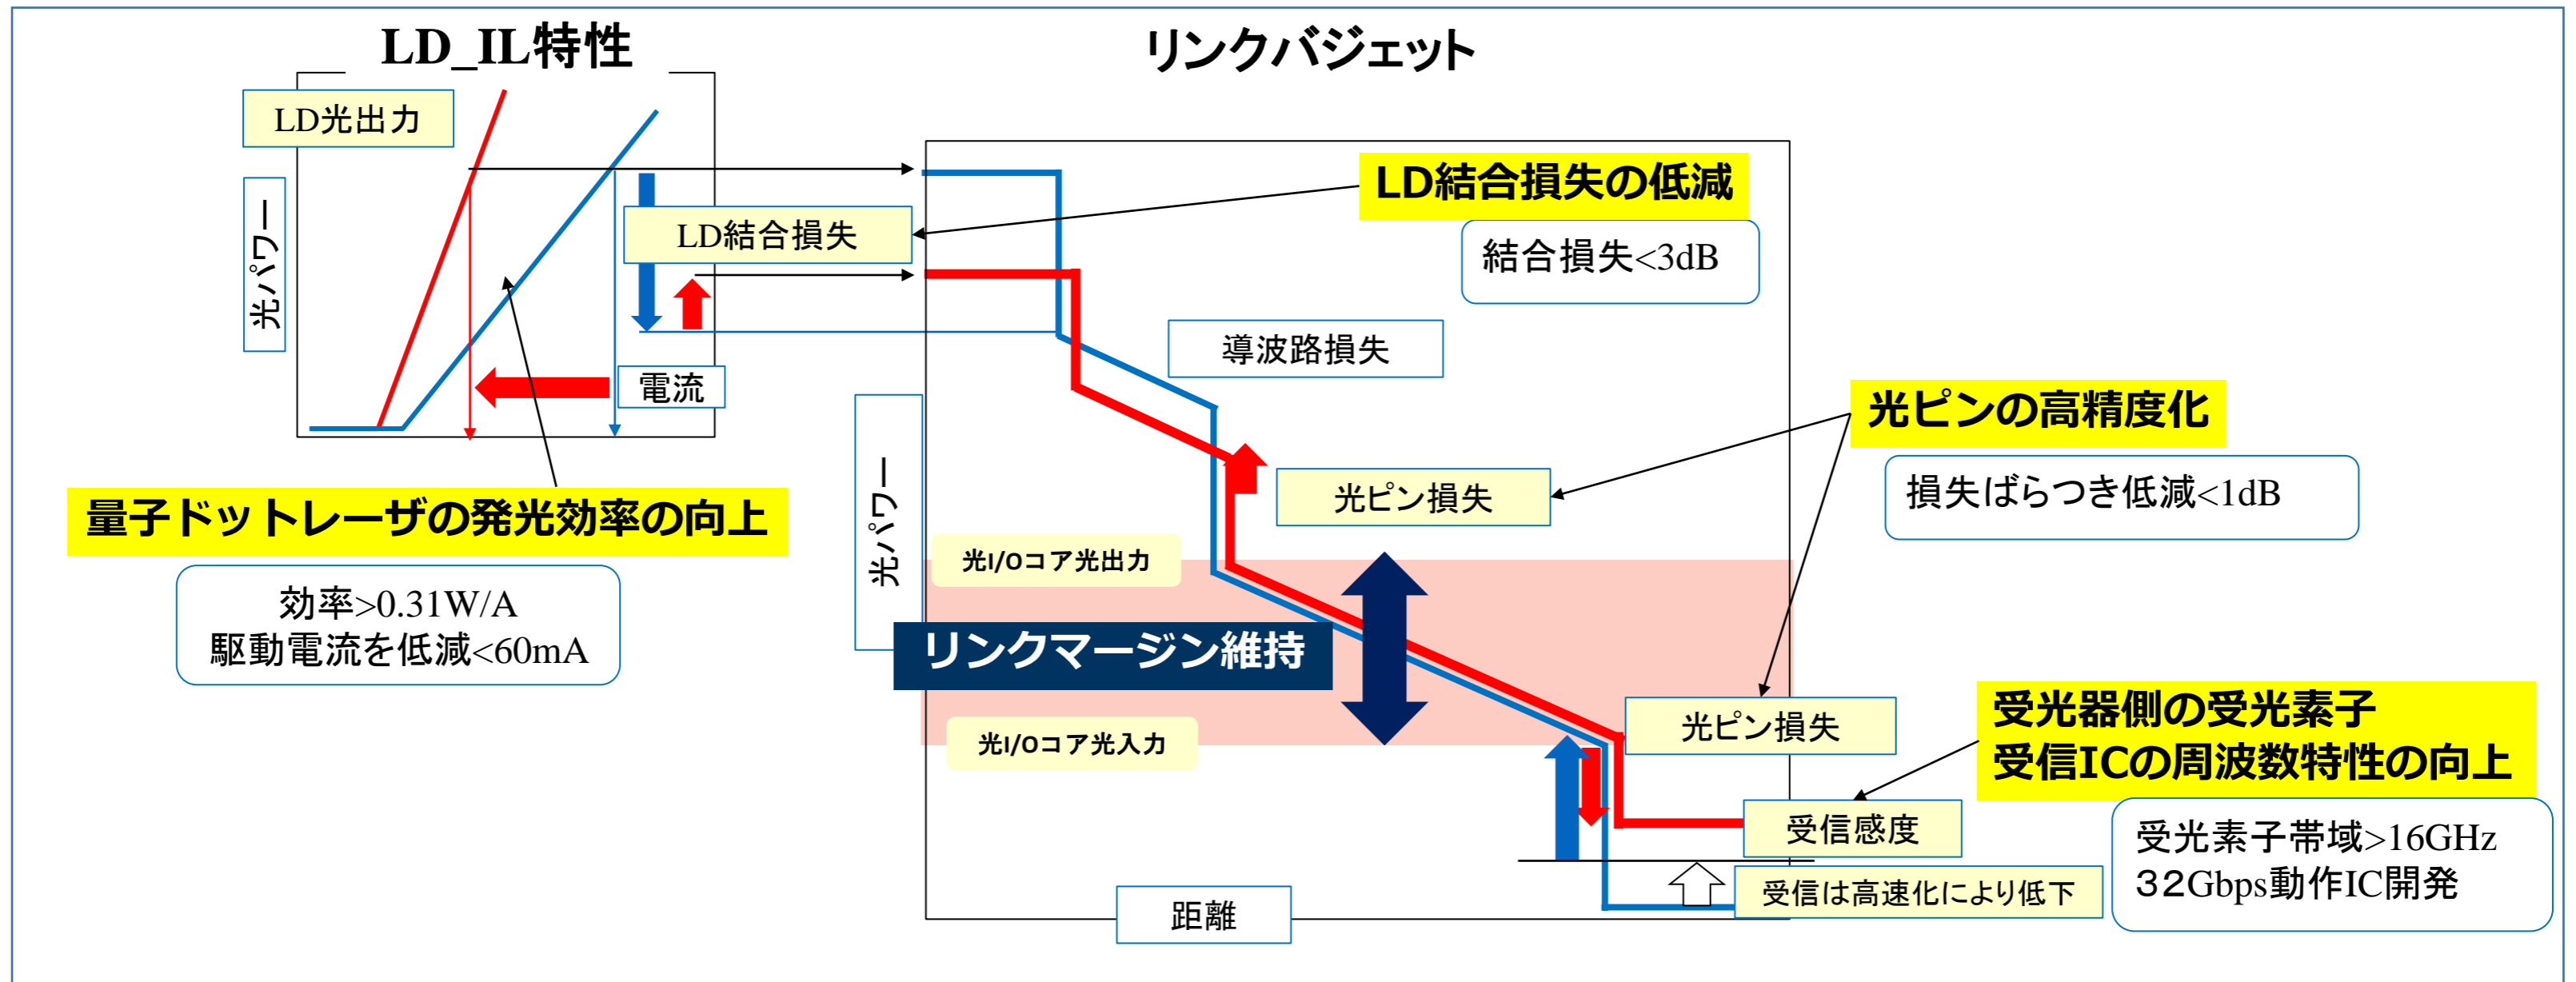 LD_IL特性
リンクバジェット
LD光出力
光パワー
LD結合損失
電流
量子ドットレーザの発光効率の向上
効率>0.31W/A
駆動電流を低減<60mA
LD結合損失の低減
結合損失<3dB
導波路損失
光パワー
光ピン損失
光ピンの高精度化
損失ばらつき低減<1dB
光I/Oコア光出力
リンクマージン維持
光I/Oコア光入力
光ピン損失
受光器側の受光素子
受信ICの周波数特性の向上
受信感度
受光素子帯域>16GHz
32Gbps動作IC開発
受信は高速化により低下
距離